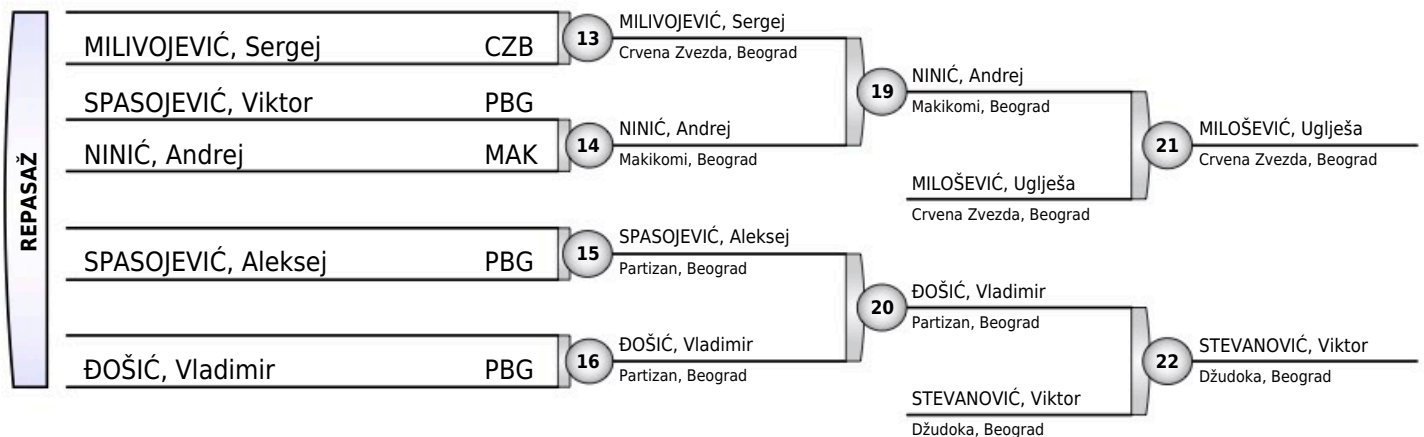 REPASAŽ
MILIVOJEVIĆ, Sergej CZB
SPASOJEVIĆ, Viktor PBG
NINIĆ, Andrej MAK
SPASOJEVIĆ, Aleksej PBG
ĐOŠIĆ, Vladimir PBG
13
MILIVOJEVIĆ, Sergej
Crvena Zvezda, Beograd
14
NINIĆ, Andrej
Makikomi, Beograd
15
SPASOJEVIĆ, Aleksej
Partizan, Beograd
16
ĐOŠIĆ, Vladimir
Partizan, Beograd
19
NINIĆ, Andrej
Makikomi, Beograd
MILOŠEVIĆ, Uglješa
Crvena Zvezda, Beograd
20
ĐOŠIĆ, Vladimir
Partizan, Beograd
STEVANOVIĆ, Viktor
Džudoka, Beograd
21
MILOŠEVIĆ, Uglješa
Crvena Zvezda, Beograd
22
STEVANOVIĆ, Viktor
Džudoka, Beograd